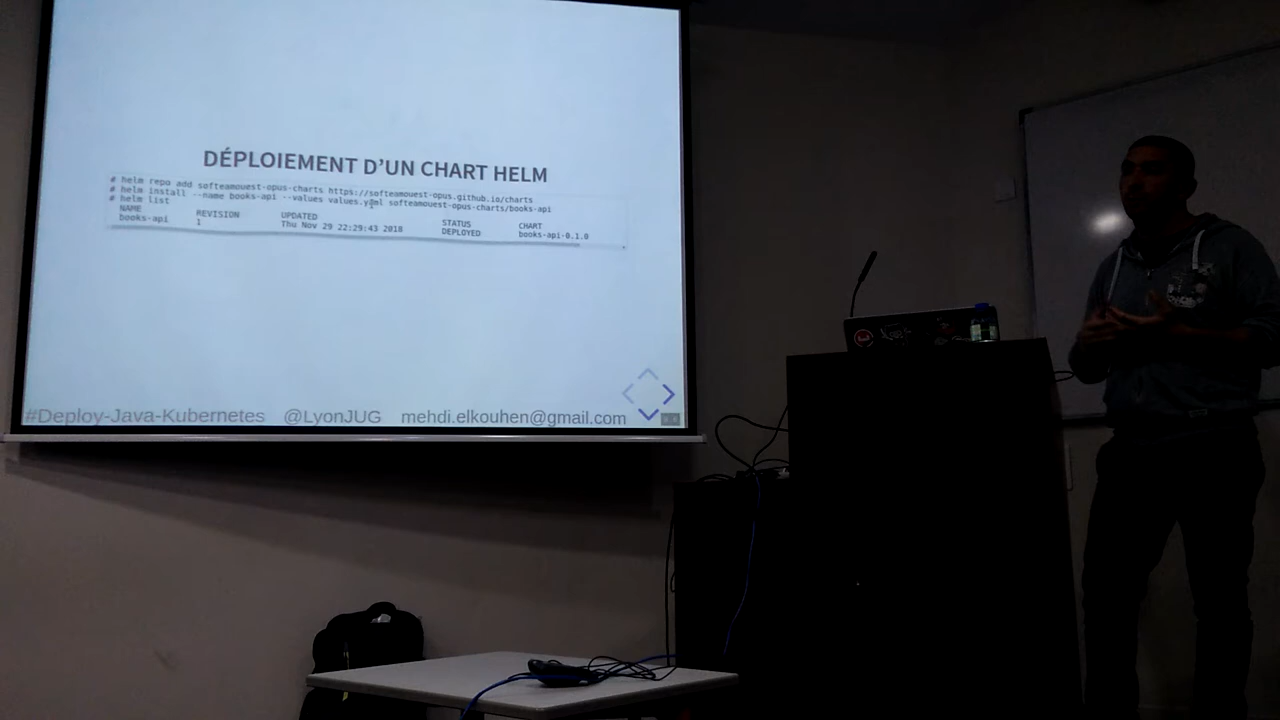 DÉPLOIEMENT D'UN CHART HELM
# helm repo add softeamouest-opus-charts https://softeamouest-opus.github.io/charts
# helm install --name books-api --values values.yaml softeamouest-opus-charts/books-api
# helm list
NAME REVISION UPDATED STATUS CHART
books-api 1 Thu Nov 29 22:29:43 2018 DEPLOYED books-api-0.1.0
#Deploy-Java-Kubernetes @LyonJUG mehdi.elkouhen@gmail.com